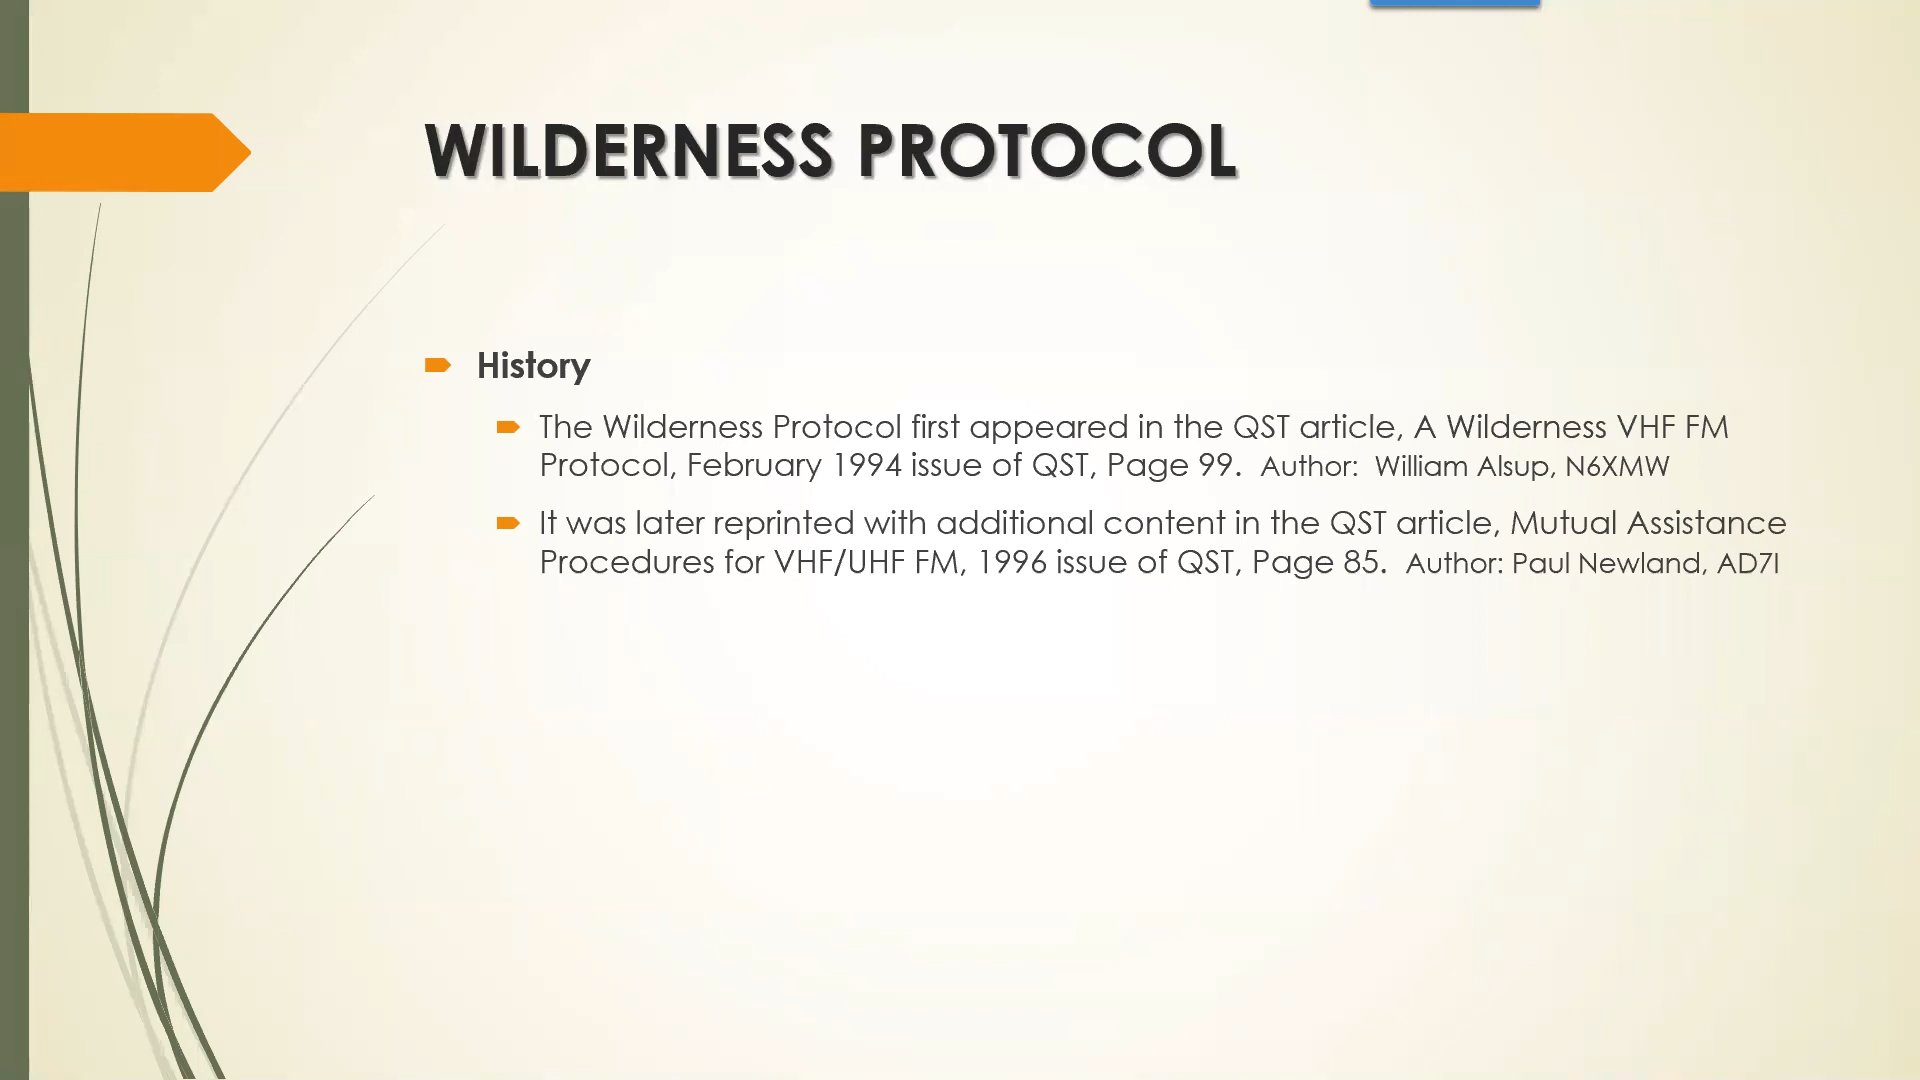 WILDERNESS PROTOCOL
History
The Wilderness Protocol first appeared in the QST article, A Wilderness VHF FM
Protocol, February 1994 issue of QST, Page 99. Author: William Alsup, N6XMW
It was later reprinted with additional content in the QST article, Mutual Assistance
Procedures for VHF/UHF FM, 1996 issue of QST, Page 85. Author: Paul Newland, AD7I